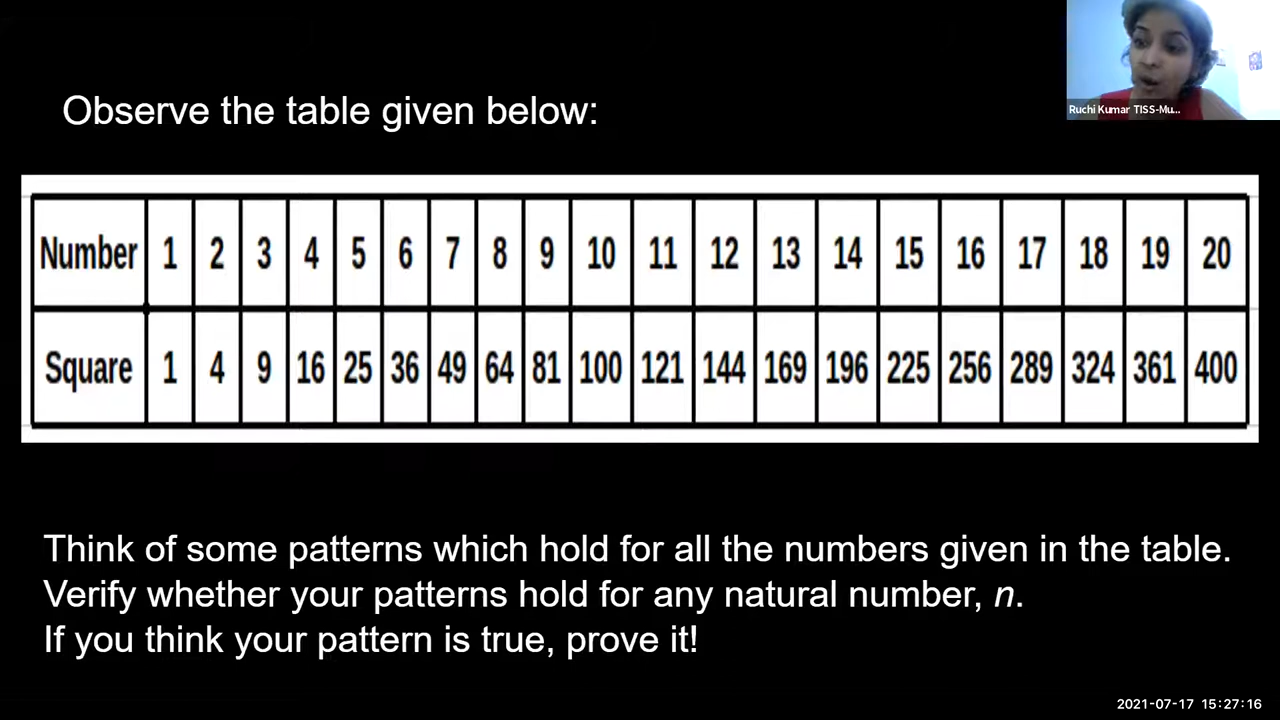 Ruchi Kumar TISS-Mu...
Observe the table given below:
Number 1 2 3 4 5 6 7 8 9 10 11 12 13 14 15 16 17 18 19 20
Square 1 4 9 16 25 36 49 64 81 100 121 144 169 196 225 256 289 324 361 400
Think of some patterns which hold for all the numbers given in the table.
Verify whether your patterns hold for any natural number, n.
If you think your pattern is true, prove it!
2021-07-17 15:27:16